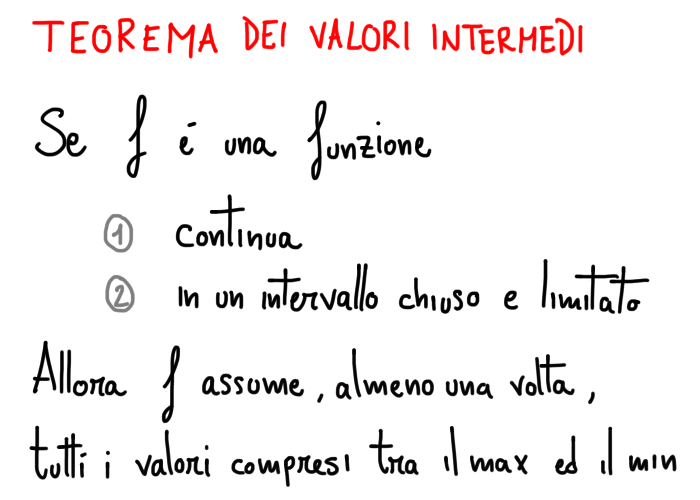 TEOREMA DEI VALORI INTERMEDI
Se f é una funzione
1 continua
2 in un intervallo chiuso e limitato
Allora f assume, almeno una volta,
tutti i valori compresi tra il max ed il min